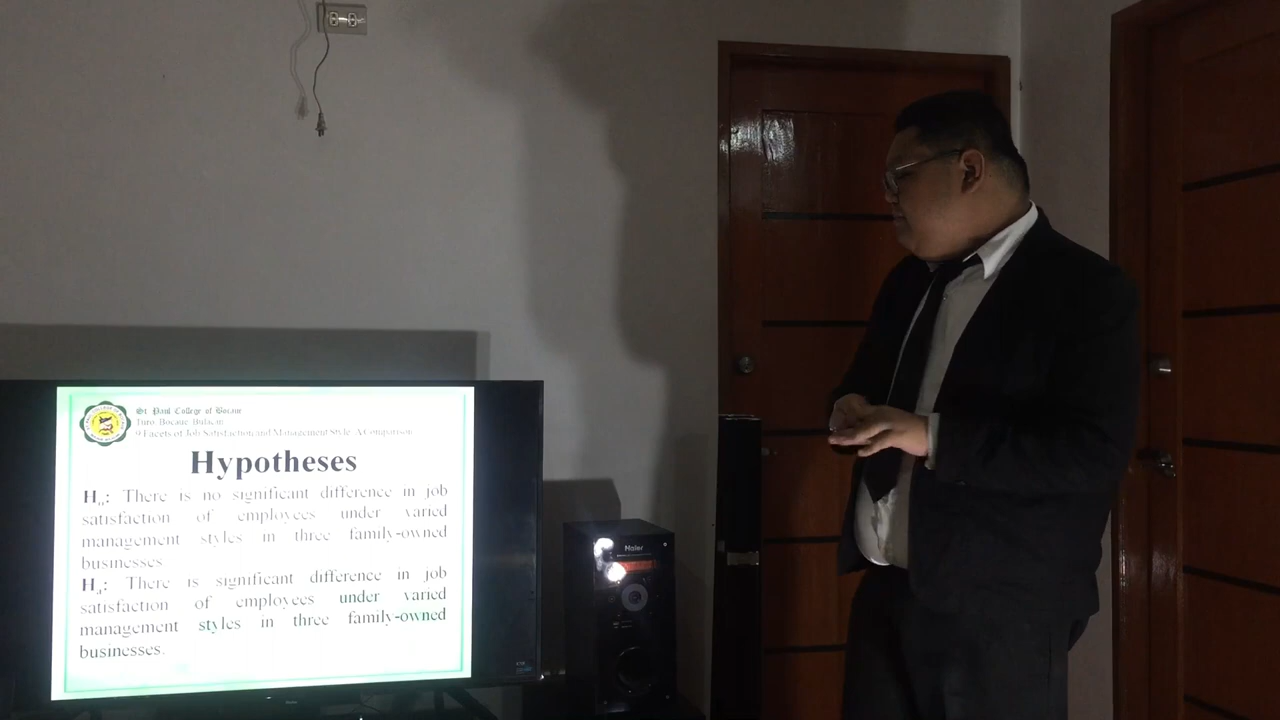 St. Paul College of Bocaue
Turo, Bocaue, Bulacan
9 Facets of Job Satisfaction and Management Style: A Comparison
Hypotheses
Ho: There is no significant difference in job
satisfaction of employees under varied
management styles in three family-owned
businesses.
Ha: There is significant difference in job
satisfaction of employees under varied
management styles in three family-owned
businesses.